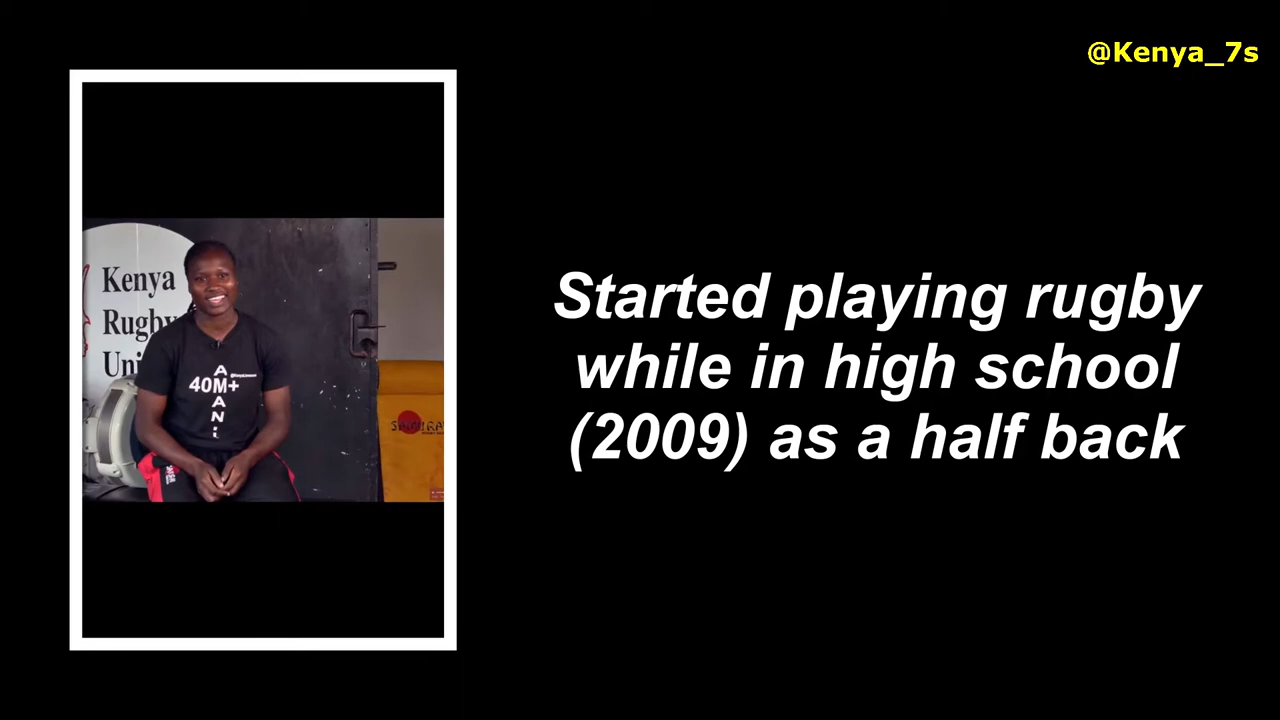 @Kenya_7s
Kenya
Rugby
Uni
40M+
AMANI
Started playing rugby
while in high school
(2009) as a half back